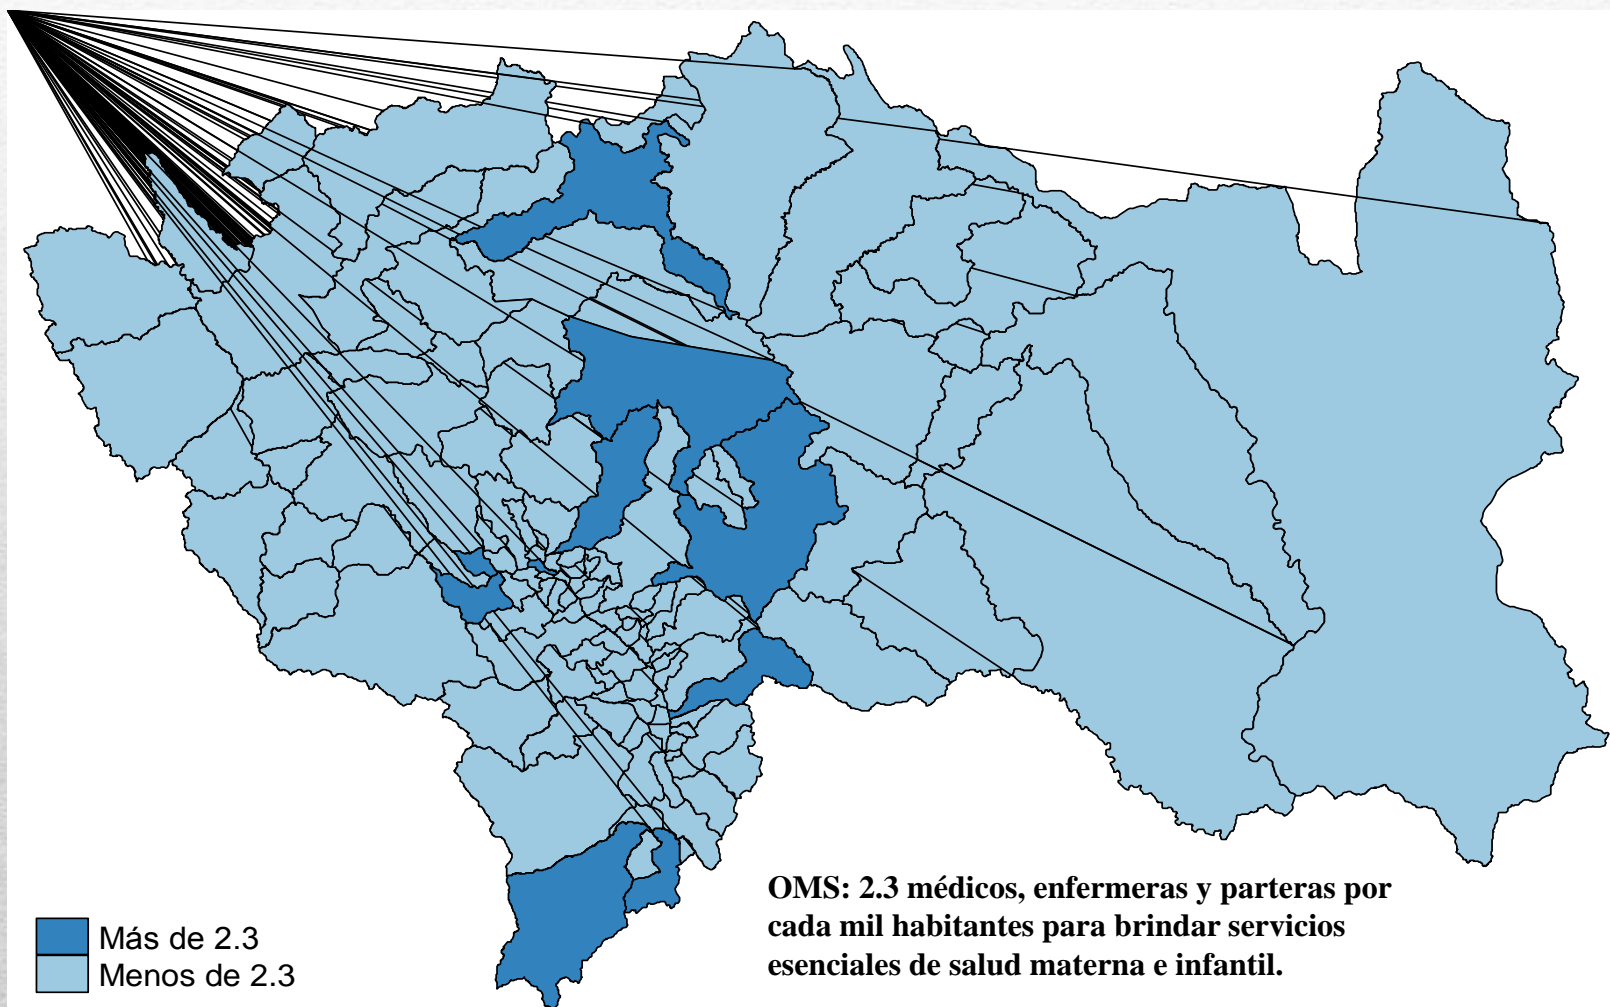 OMS: 2.3 médicos, enfermeras y parteras por
cada mil habitantes para brindar servicios
esenciales de salud materna e infantil.
Más de 2.3
Menos de 2.3